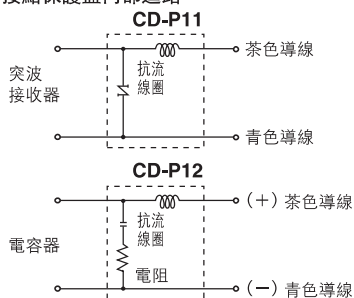 接點保護盒內部迴路
CD-P11
突波
接收器
抗流
線圈
茶色導線
青色導線
CD-P12
電容器
抗流
線圈
電阻
(+) 茶色導線
(−) 青色導線